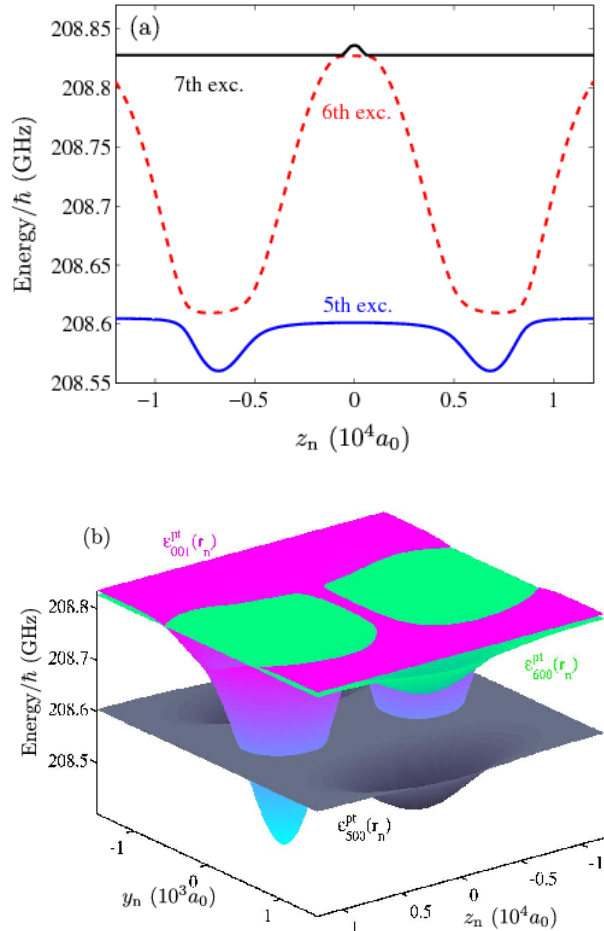 (a)
208.85
7th exc.
208.8
6th exc.
208.75
208.7
208.65
5th exc.
208.6
208.55
Energy/ħ (GHz)
−1
−0.5
0
0.5
1
zₙ (10⁴a₀)
(b)
ε₀₀₁ᵖᵗ(rₙ)
208.8
208.7
ε₆₀₀ᵖᵗ(rₙ)
208.6
208.5
Energy/ħ (GHz)
ε₅₀₀ᵖᵗ(rₙ)
-1
0
1
yₙ (10³a₀)
1
0.5
0
-0.5
-1
zₙ (10⁴a₀)